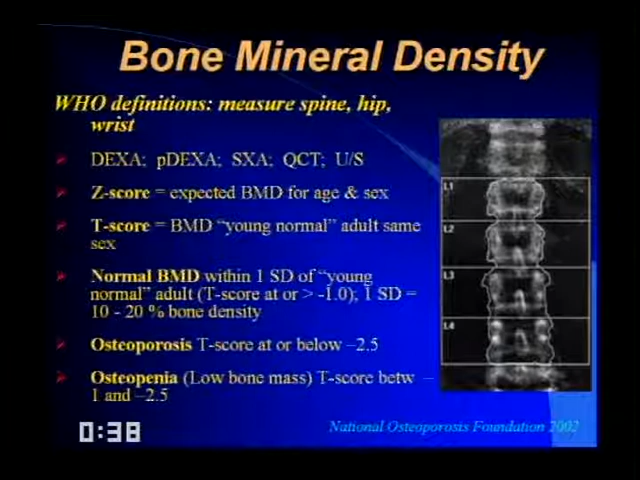 Bone Mineral Density
WHO definitions: measure spine, hip,
wrist
DEXA; pDEXA; SXA; QCT; U/S
Z-score = expected BMD for age & sex
T-score = BMD “young normal” adult same
sex
Normal BMD within 1 SD of “young
normal” adult (T-score at or > -1.0); 1 SD =
10 - 20 % bone density
Osteoporosis T-score at or below –2.5
Osteopenia (Low bone mass) T-score betw –
1 and –2.5
L1
L2
L3
L4
National Osteoporosis Foundation 2002
0:38